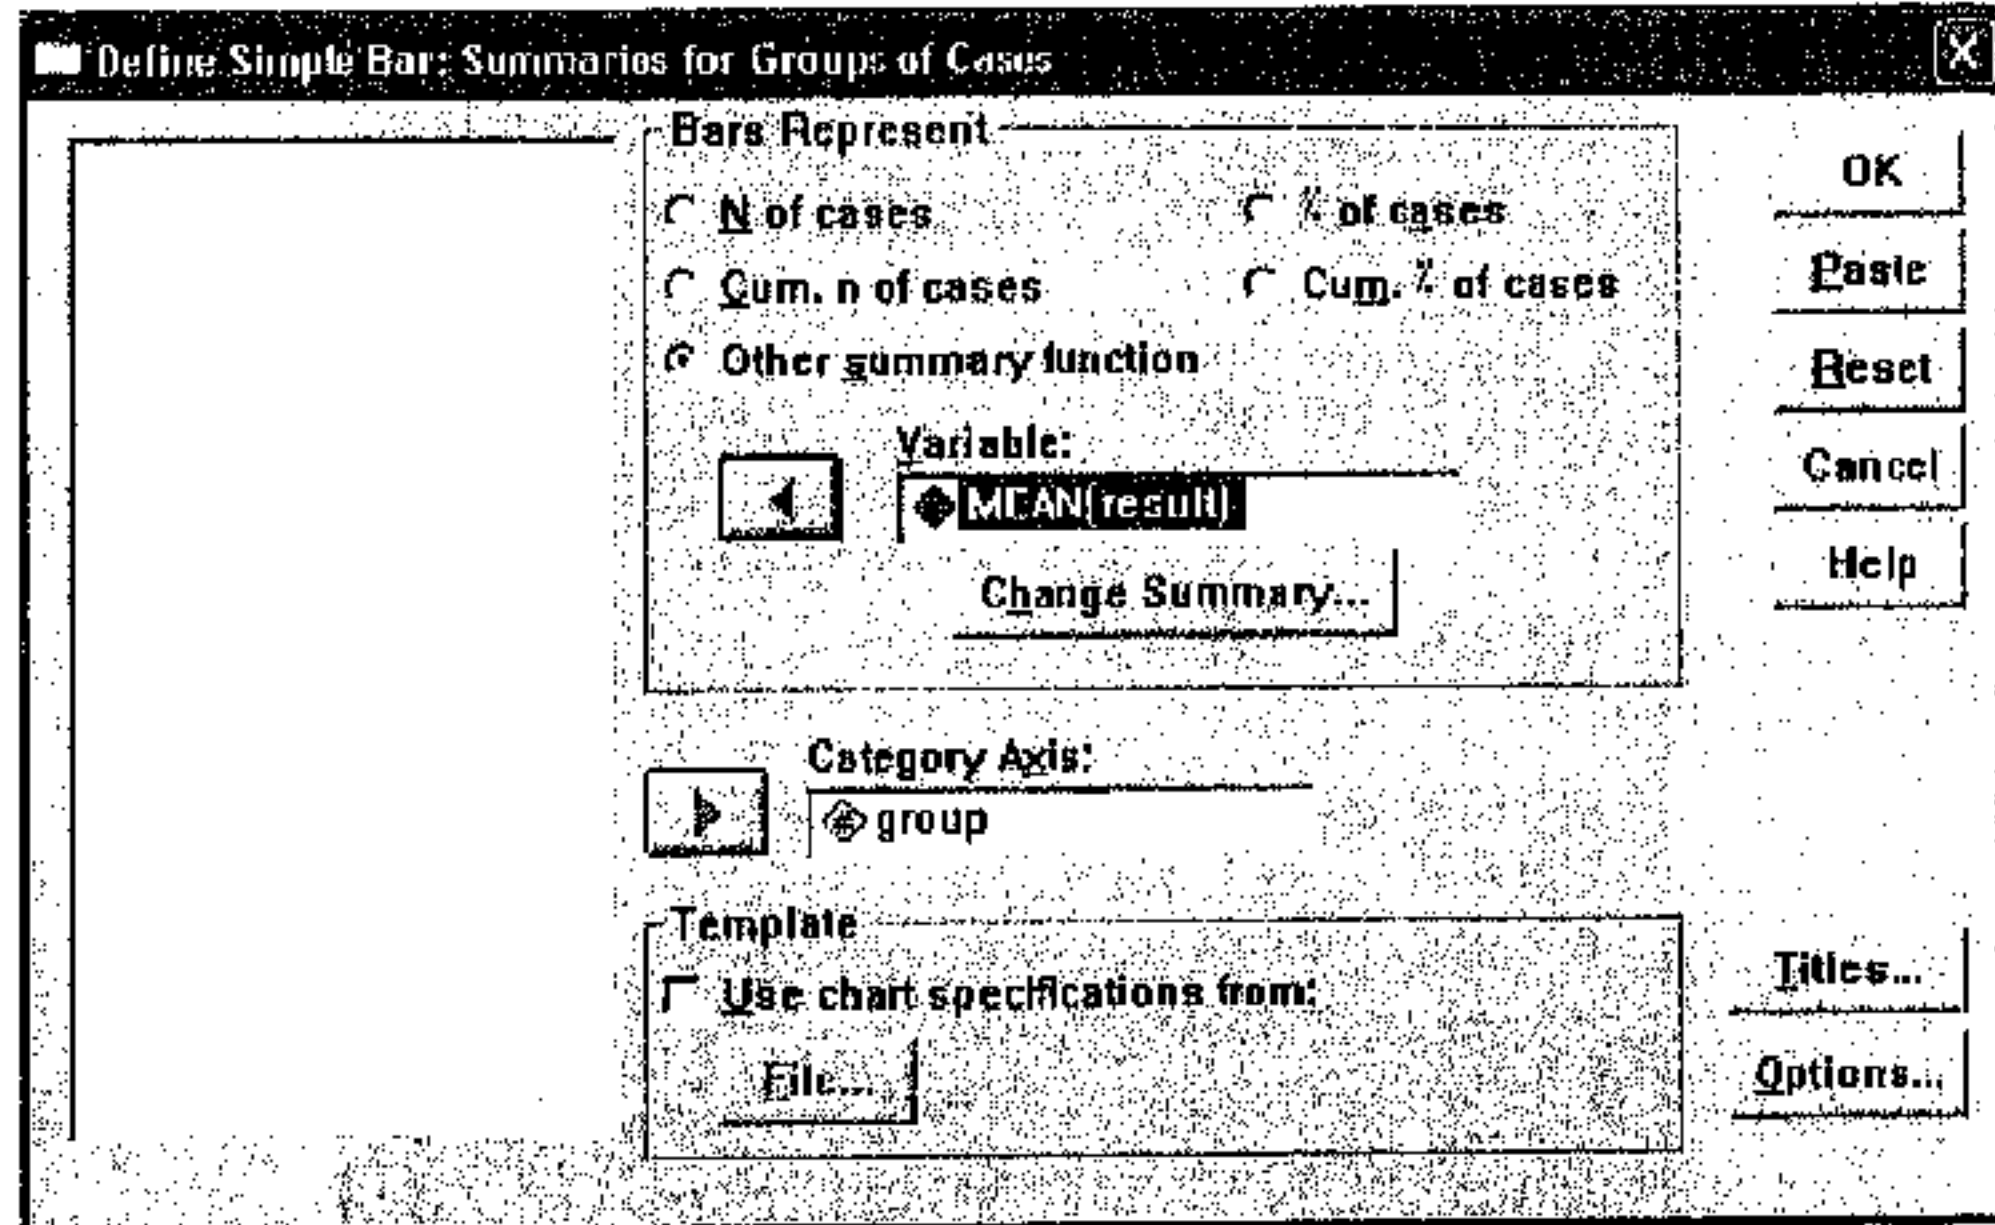 Define Simple Bar: Summaries for Groups of Cases
Bars Represent
N of cases
% of cases
Cum. n of cases
Cum. % of cases
Other summary function
Variable:
MEAN(result)
Change Summary...
Category Axis:
# group
Template
Use chart specifications from:
File...
OK
Paste
Reset
Cancel
Help
Titles...
Options...